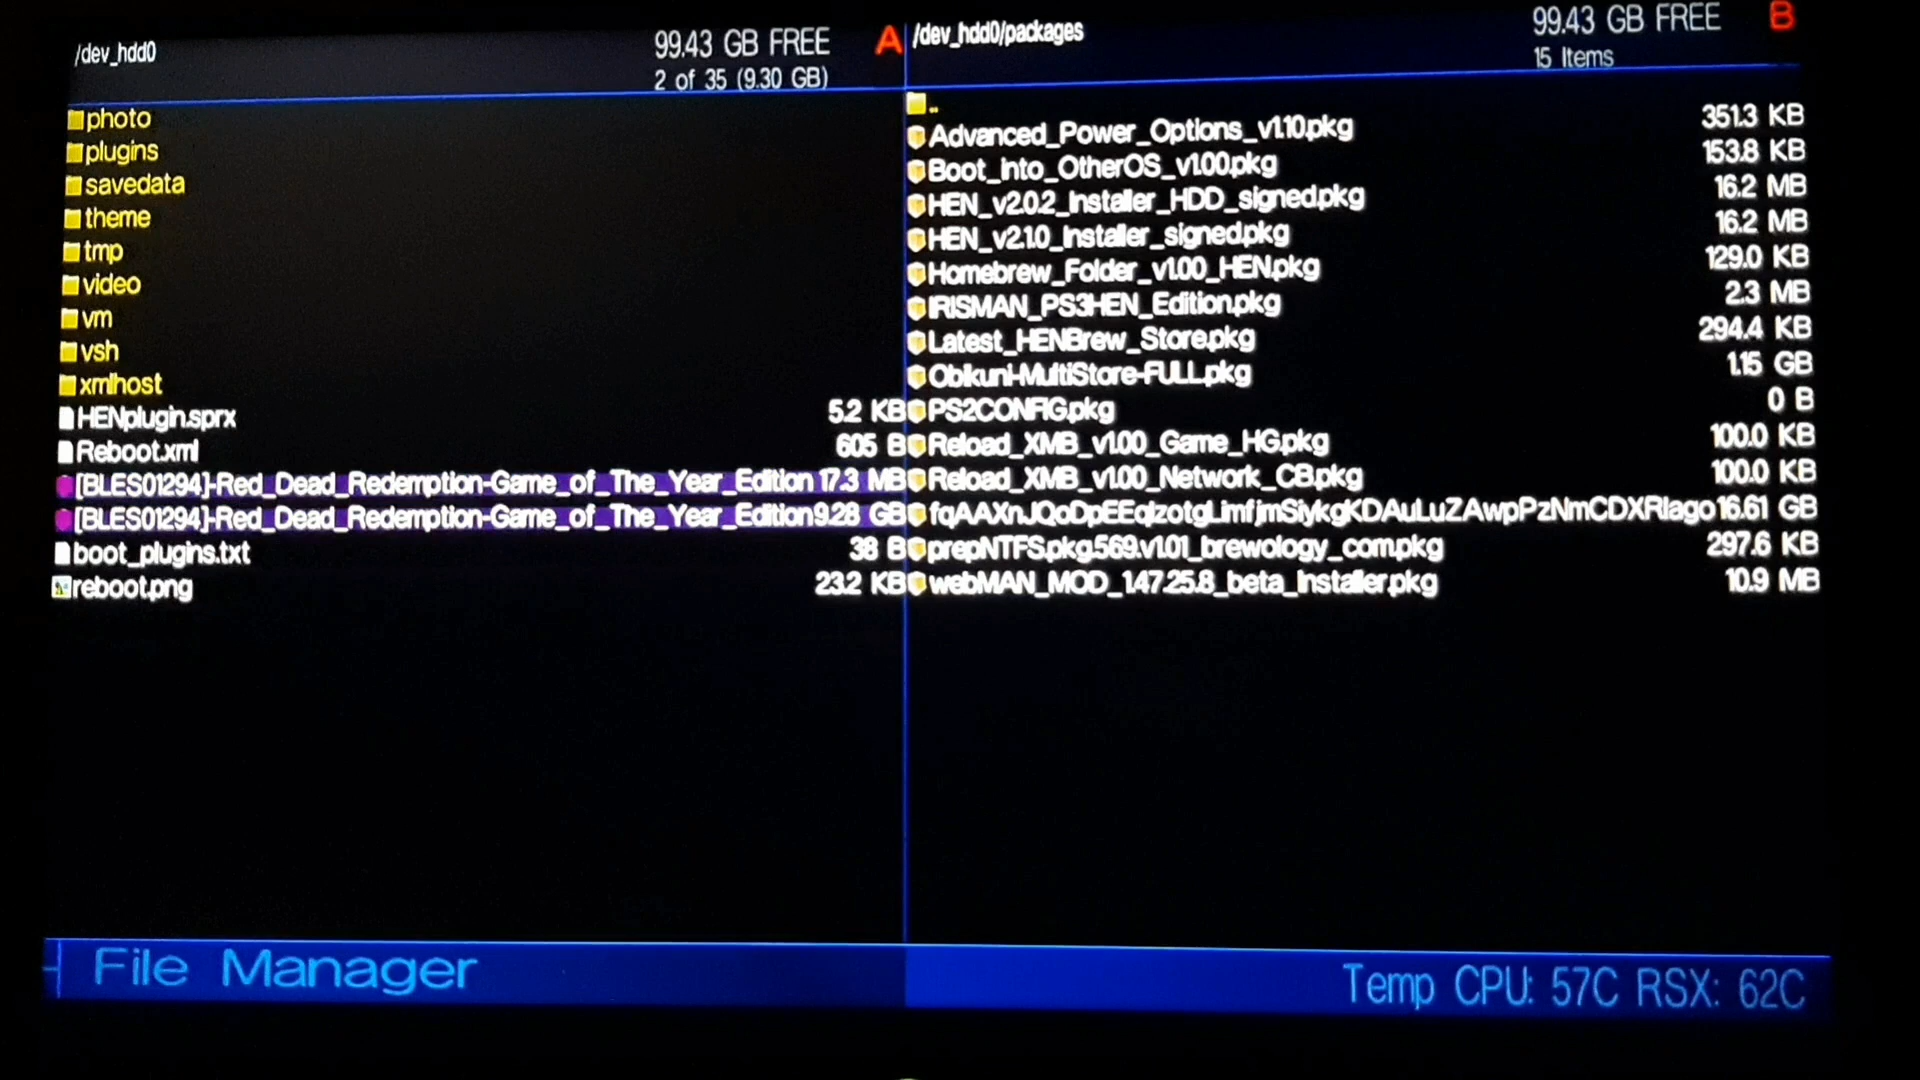 /dev_hdd0
99.43 GB FREE
A
2 of 35 (9.30 GB)
photo
plugins
savedata
theme
tmp
video
vm
vsh
xmlhost
HENplugin.sprx 5.2 KB
Reboot.xml 605 B
[BLES01294]-Red_Dead_Redemption-Game_of_The_Year_Edition 17.3 MB
[BLES01294]-Red_Dead_Redemption-Game_of_The_Year_Edition 9.28 GB
boot_plugins.txt 38 B
reboot.png 23.2 KB
/dev_hdd0/packages
99.43 GB FREE
B
15 Items
..
Advanced_Power_Options_v1.10.pkg 351.3 KB
Boot_into_OtherOS_v1.00.pkg 153.8 KB
HEN_v2.0.2_Installer_HDD_signed.pkg 16.2 MB
HEN_v2.1.0_Installer_signed.pkg 16.2 MB
Homebrew_Folder_v1.00_HEN.pkg 129.0 KB
IRISMAN_PS3HEN_Edition.pkg 2.3 MB
Latest_HENBrew_Store.pkg 294.4 KB
Obikuni-MultiStore-FULL.pkg 1.15 GB
PS2CONFIG.pkg 0 B
Reload_XMB_v1.00_Game_HG.pkg 100.0 KB
Reload_XMB_v1.00_Network_CB.pkg 100.0 KB
16.61 GB
prepNTFS.pkg.569.v1.01_brewology_com.pkg 297.6 KB
webMAN_MOD_1.47.25.8_beta_Installer.pkg 10.9 MB
File Manager
Temp CPU: 57C RSX: 62C